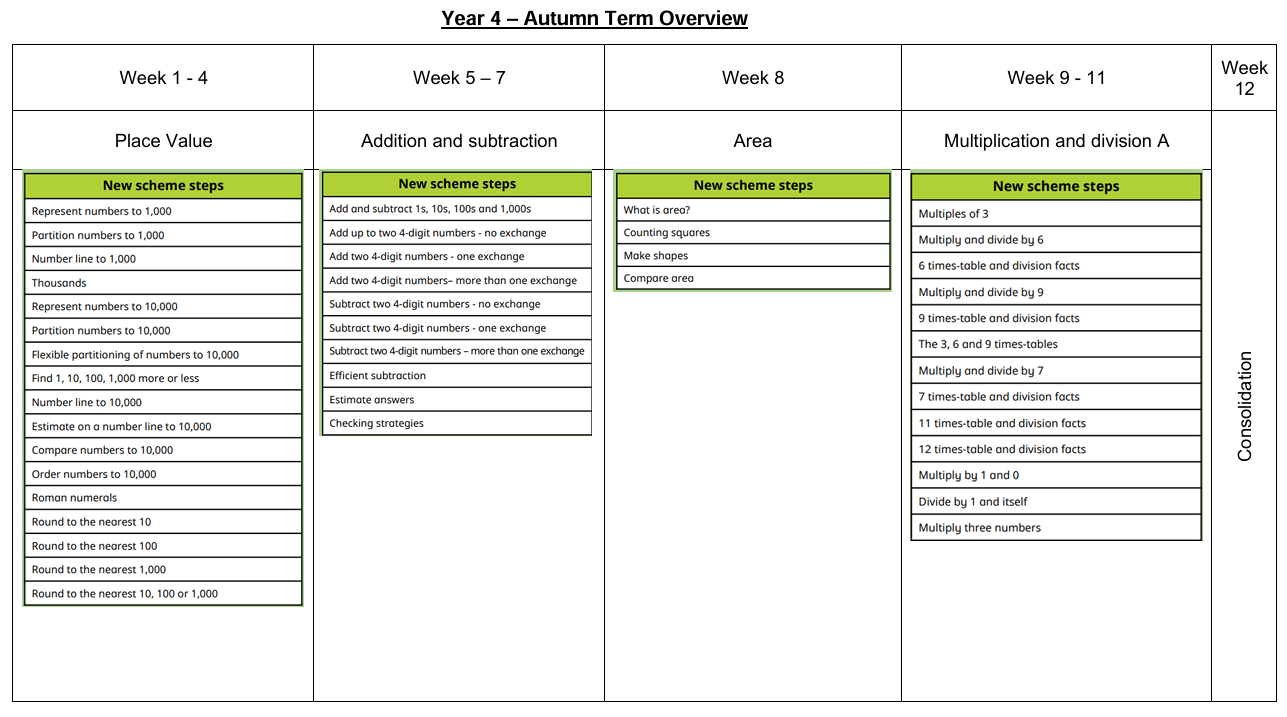 Year 4 – Autumn Term Overview
Week 1 - 4
Week 5 – 7
Week 8
Week 9 - 11
Week
12
Place Value
Addition and subtraction
Area
Multiplication and division A
New scheme steps
Represent numbers to 1,000
Partition numbers to 1,000
Number line to 1,000
Thousands
Represent numbers to 10,000
Partition numbers to 10,000
Flexible partitioning of numbers to 10,000
Find 1, 10, 100, 1,000 more or less
Number line to 10,000
Estimate on a number line to 10,000
Compare numbers to 10,000
Order numbers to 10,000
Roman numerals
Round to the nearest 10
Round to the nearest 100
Round to the nearest 1,000
Round to the nearest 10, 100 or 1,000
New scheme steps
Add and subtract 1s, 10s, 100s and 1,000s
Add up to two 4-digit numbers - no exchange
Add two 4-digit numbers - one exchange
Add two 4-digit numbers– more than one exchange
Subtract two 4-digit numbers - no exchange
Subtract two 4-digit numbers - one exchange
Subtract two 4-digit numbers – more than one exchange
Efficient subtraction
Estimate answers
Checking strategies
New scheme steps
What is area?
Counting squares
Make shapes
Compare area
New scheme steps
Multiples of 3
Multiply and divide by 6
6 times-table and division facts
Multiply and divide by 9
9 times-table and division facts
The 3, 6 and 9 times-tables
Multiply and divide by 7
7 times-table and division facts
11 times-table and division facts
12 times-table and division facts
Multiply by 1 and 0
Divide by 1 and itself
Multiply three numbers
Consolidation